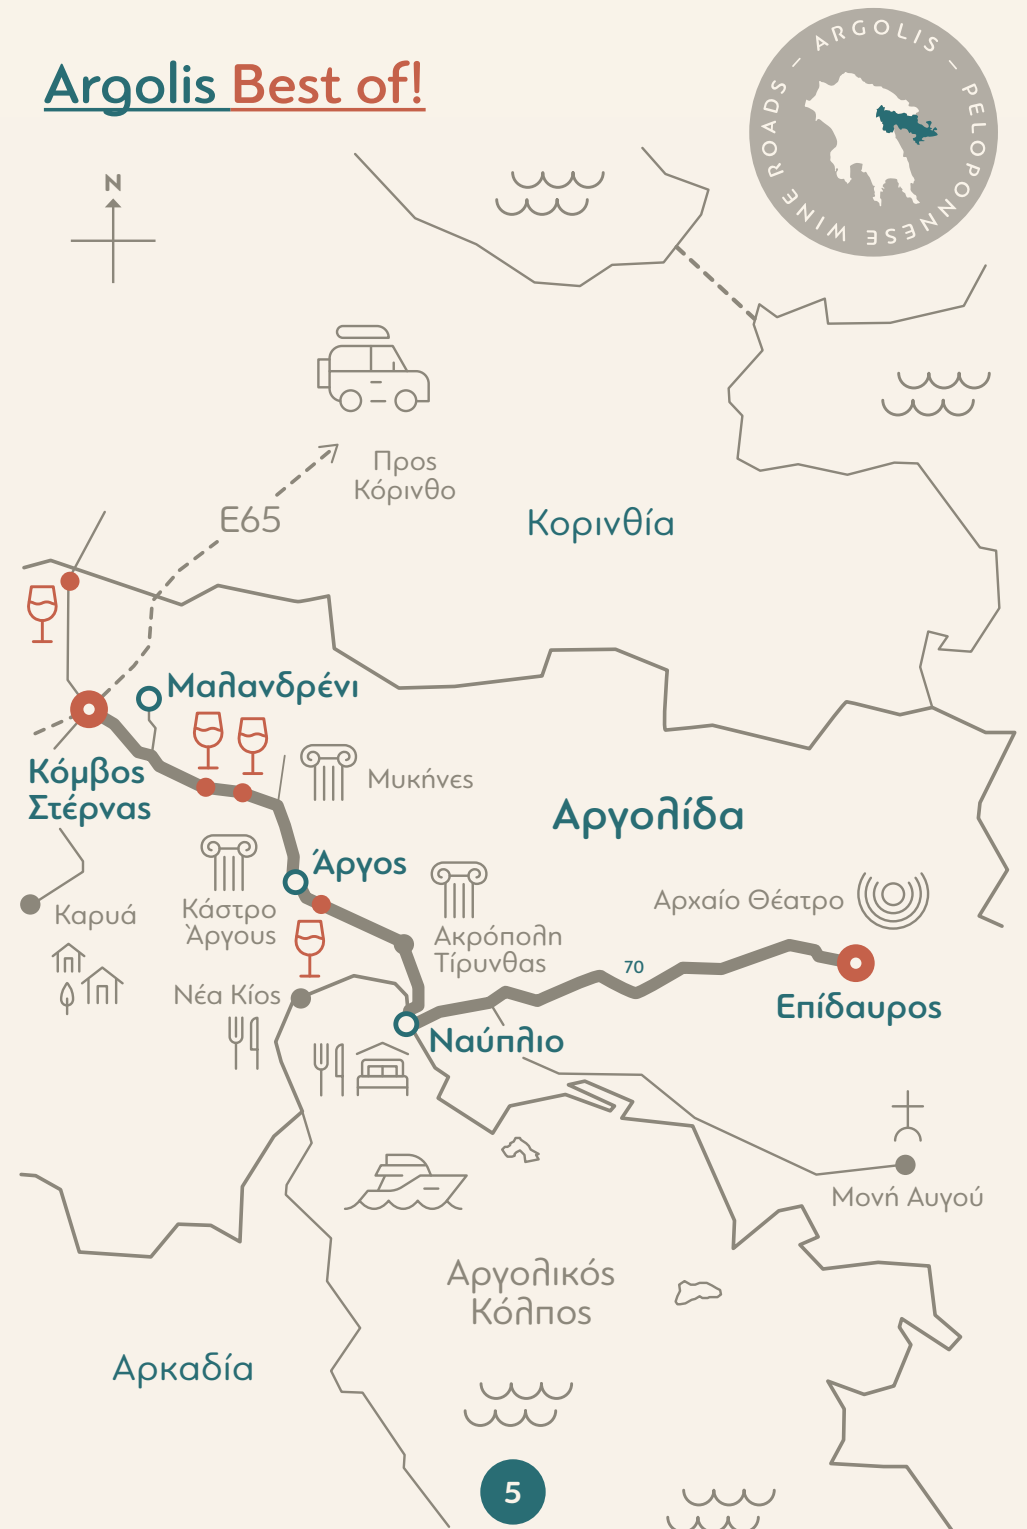 Argolis Best of!
PELOPONNESE WINE ROADS – ARGOLIS –
N
Προς
Κόρινθο
E65
Κορινθία
Μαλανδρένι
Κόμβος
Στέρνας
Μυκήνες
Αργολίδα
Άργος
Καρυά
Κάστρο
Άργους
Ακρόπολη
Τίρυνθας
Αρχαίο Θέατρο
70
Νέα Κίος
Επίδαυρος
Ναύπλιο
Μονή Αυγού
Αργολικός
Κόλπος
Αρκαδία
5